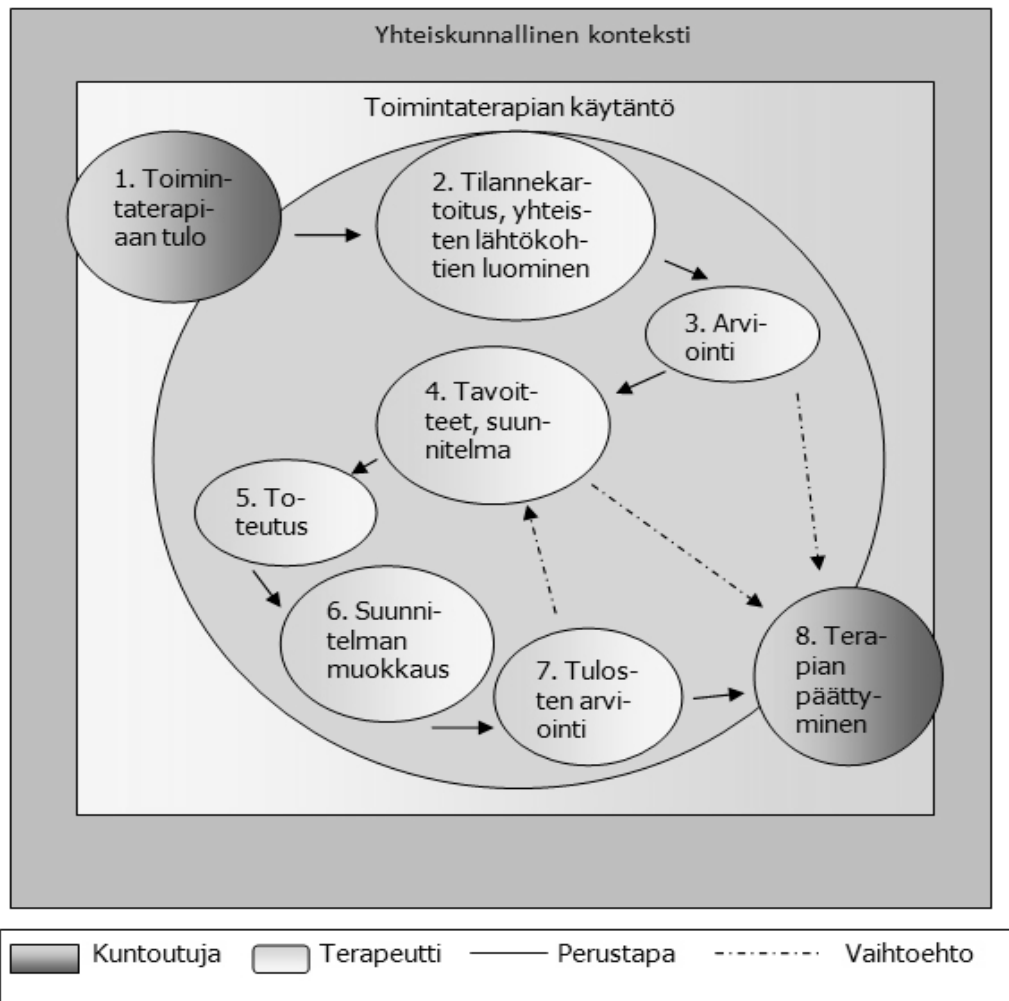 Yhteiskunnallinen konteksti
Toimintaterapian käytäntö
1. Toimin-
taterapi-
aan tulo
2. Tilannekar-
toitus, yhteis-
ten lähtökoh-
tien luominen
3. Arvi-
ointi
4. Tavoit-
teet, suun-
nitelma
5. To-
teutus
6. Suunni-
telman
muokkaus
7. Tulos-
ten arvi-
ointi
8. Tera-
pian
päätty-
minen
Kuntoutuja Terapeutti Perustapa Vaihtoehto